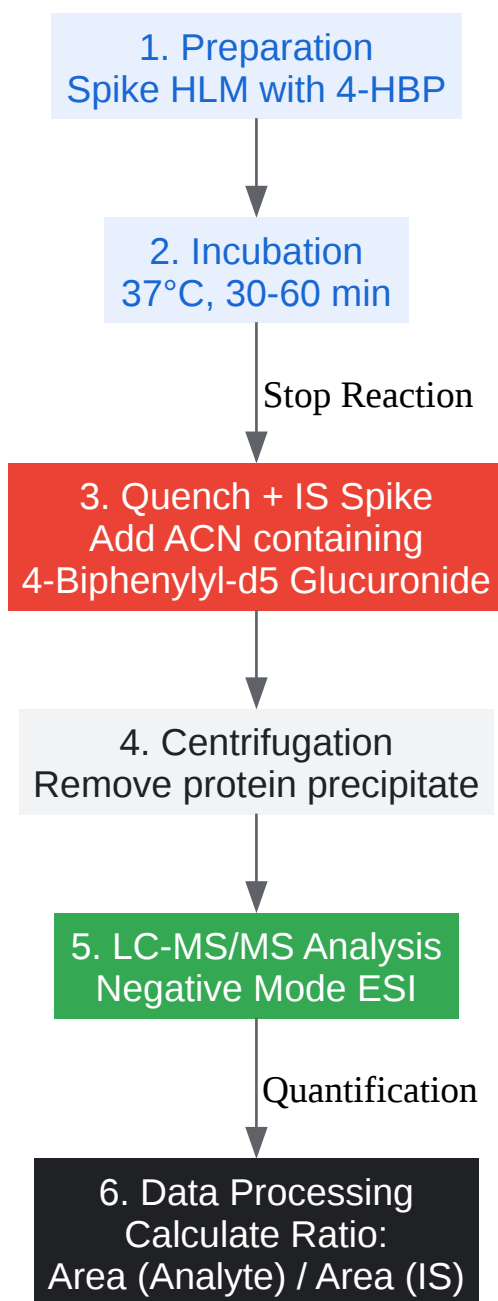 1. Preparation
Spike HLM with 4-HBP
2. Incubation
37°C, 30-60 min
Stop Reaction
3. Quench + IS Spike
Add ACN containing
4-Biphenylyl-d5 Glucuronide
4. Centrifugation
Remove protein precipitate
5. LC-MS/MS Analysis
Negative Mode ESI
Quantification
6. Data Processing
Calculate Ratio:
Area (Analyte) / Area (IS)